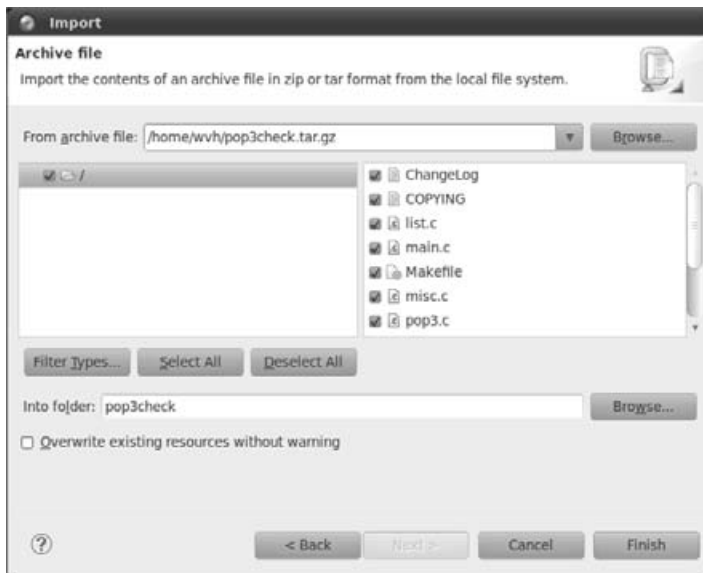 Import
Archive file
Import the contents of an archive file in zip or tar format from the local file system.
From archive file: /home/wvh/pop3check.tar.gz Browse...
/
ChangeLog
COPYING
list.c
main.c
Makefile
misc.c
pop3.c
Filter Types... Select All Deselect All
Into folder: pop3check Browse...
Overwrite existing resources without warning
? < Back Next > Cancel Finish